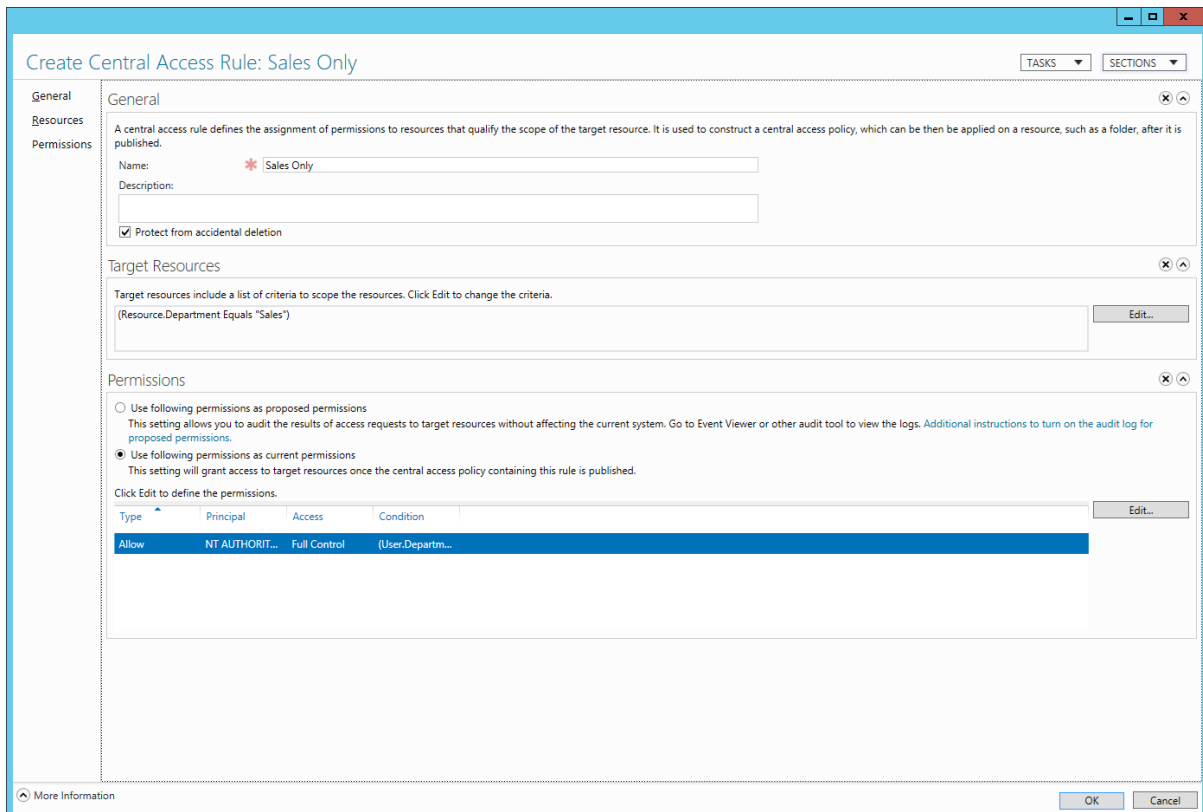 Create Central Access Rule: Sales Only
TASKS
SECTIONS
General
Resources
Permissions
General
A central access rule defines the assignment of permissions to resources that qualify the scope of the target resource. It is used to construct a central access policy, which can be then be applied on a resource, such as a folder, after it is
published.
Name:
Sales Only
Description:
Protect from accidental deletion
Target Resources
Target resources include a list of criteria to scope the resources. Click Edit to change the criteria.
(Resource.Department Equals "Sales")
Edit...
Permissions
Use following permissions as proposed permissions
This setting allows you to audit the results of access requests to target resources without affecting the current system. Go to Event Viewer or other audit tool to view the logs. Additional instructions to turn on the audit log for
proposed permissions.
Use following permissions as current permissions
This setting will grant access to target resources once the central access policy containing this rule is published.
Click Edit to define the permissions.
Edit...
Type Principal Access Condition
Allow NT AUTHORIT... Full Control (User.Departm...
More Information
OK
Cancel